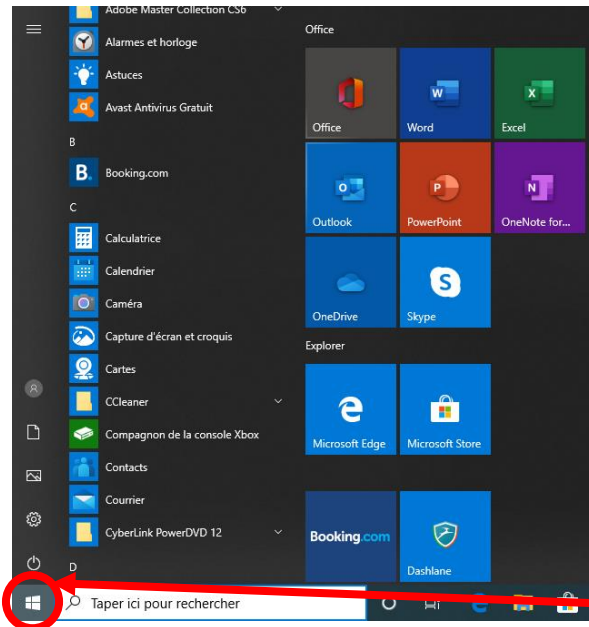 Adobe Master Collection CS6
Alarmes et horloge
Astuces
Avast Antivirus Gratuit
B
B. Booking.com
C
Calculatrice
Calendrier
Caméra
Capture d'écran et croquis
Cartes
CCleaner
Compagnon de la console Xbox
Contacts
Courrier
CyberLink PowerDVD 12
D
Office
Office
W
Word
X
Excel
O
Outlook
P
PowerPoint
N
OneNote for...
OneDrive
S
Skype
Explorer
Microsoft Edge
Microsoft Store
Booking.com
Dashlane
Taper ici pour rechercher